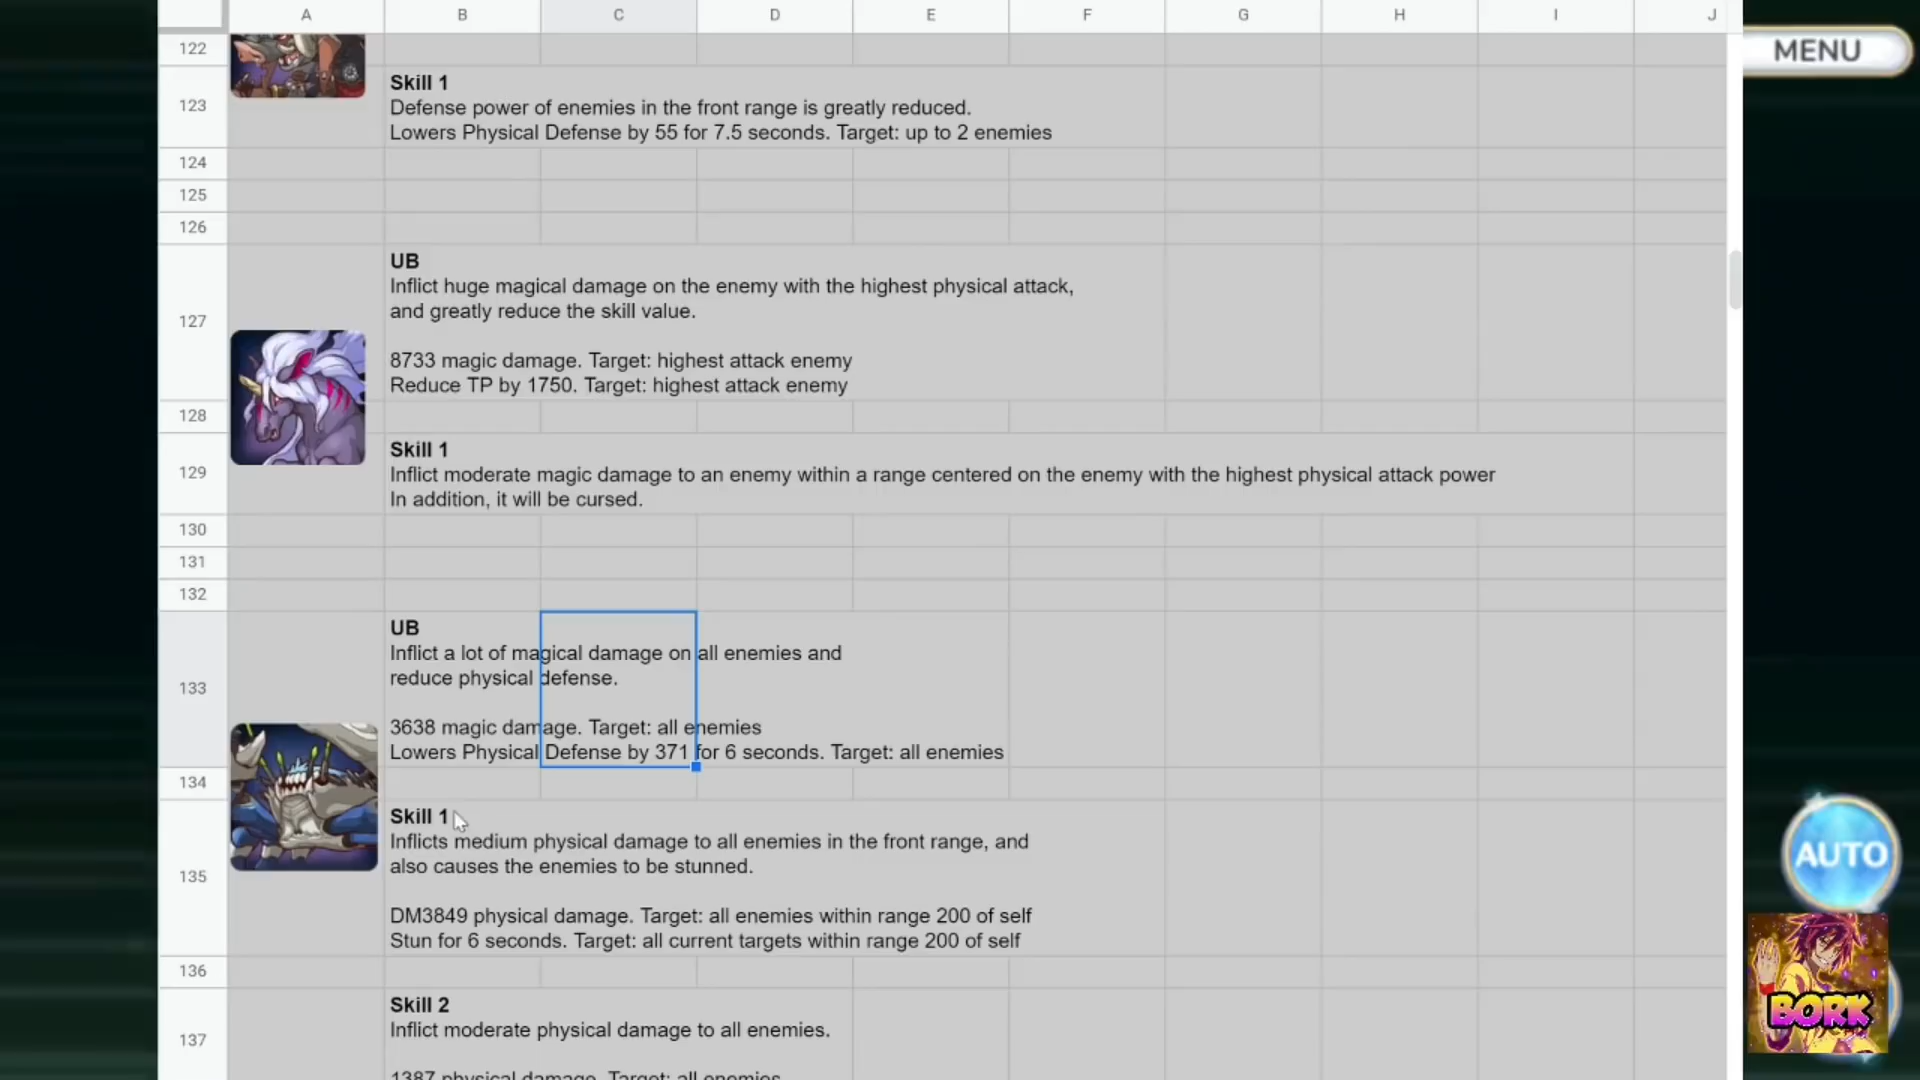 A B C D E F G H I J
MENU
122
123
Skill 1
Defense power of enemies in the front range is greatly reduced.
Lowers Physical Defense by 55 for 7.5 seconds. Target: up to 2 enemies
124
125
126
127
UB
Inflict huge magical damage on the enemy with the highest physical attack,
and greatly reduce the skill value.
8733 magic damage. Target: highest attack enemy
Reduce TP by 1750. Target: highest attack enemy
128
129
Skill 1
Inflict moderate magic damage to an enemy within a range centered on the enemy with the highest physical attack power
In addition, it will be cursed.
130
131
132
133
UB
Inflict a lot of magical damage on all enemies and
reduce physical defense.
3638 magic damage. Target: all enemies
Lowers Physical Defense by 371 for 6 seconds. Target: all enemies
134
135
Skill 1
Inflicts medium physical damage to all enemies in the front range, and
also causes the enemies to be stunned.
DM3849 physical damage. Target: all enemies within range 200 of self
Stun for 6 seconds. Target: all current targets within range 200 of self
AUTO
136
137
Skill 2
Inflict moderate physical damage to all enemies.
1387 physical damage. Target: all enemies
BORK